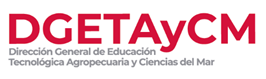 DGETAyCM
Dirección General de Educación
Tecnológica Agropecuaria y Ciencias del Mar